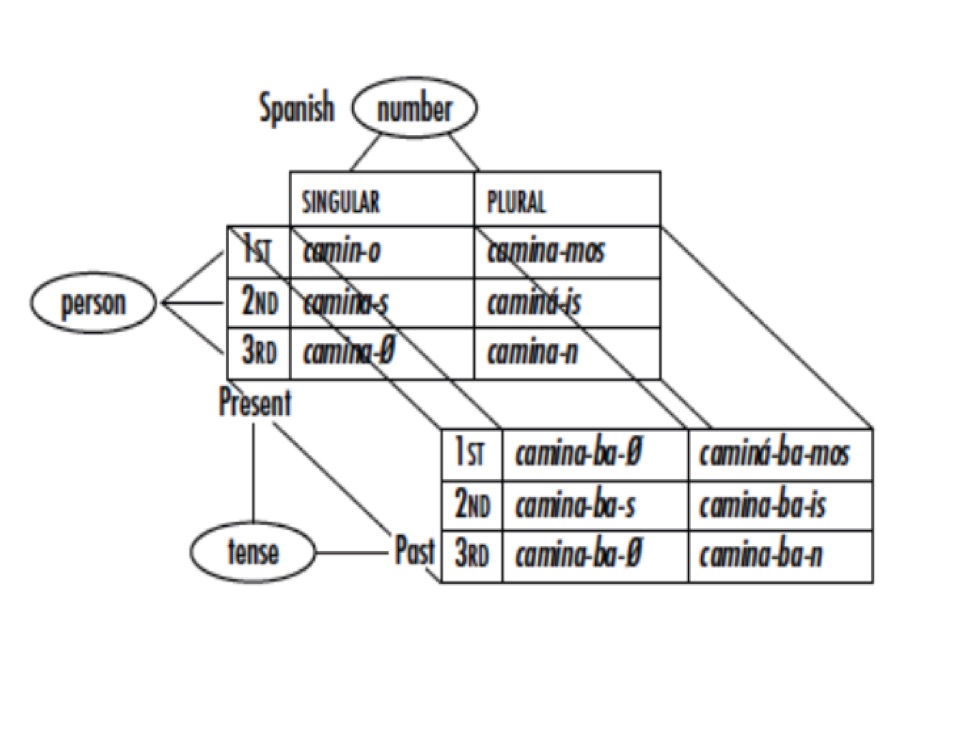 Spanish number
SINGULAR PLURAL
1ST camin-o camina-mos
person 2ND camina-s caminá-is
3RD camina-Ø camina-n
Present
1ST camina-ba-Ø caminá-ba-mos
2ND camina-ba-s camina-ba-is
tense Past 3RD camina-ba-Ø camina-ba-n